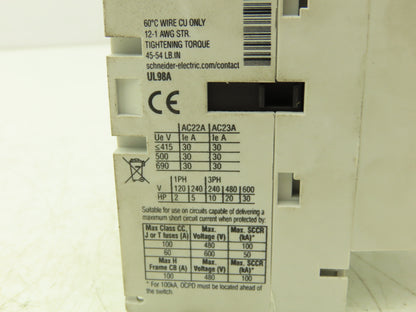 60°C WIRE CU ONLY
12-1 AWG STR.
TIGHTENING TORQUE
45-54 LB.IN
schneider-electric.com/contact
UL98A
CE
AC22A AC23A
Ue V Ie A Ie A
≤415 30 30
500 30 30
690 30 30
1PH 3PH
V 120 240 240 480 600
HP 2 5 10 20 30
Suitable for use on circuits capable of delivering a
maximum short circuit current shown on chart.
Max Class CC, Max. Max. SCCR
J or T fuses (A) Voltage (V) (kA)*
100 480 100
60 600 50
Max H Max. Max. SCCR
Frame CB (A) Voltage (V) (kA)*
100 480 100
* For 100kA, OCPD must be located ahead of
the switch.